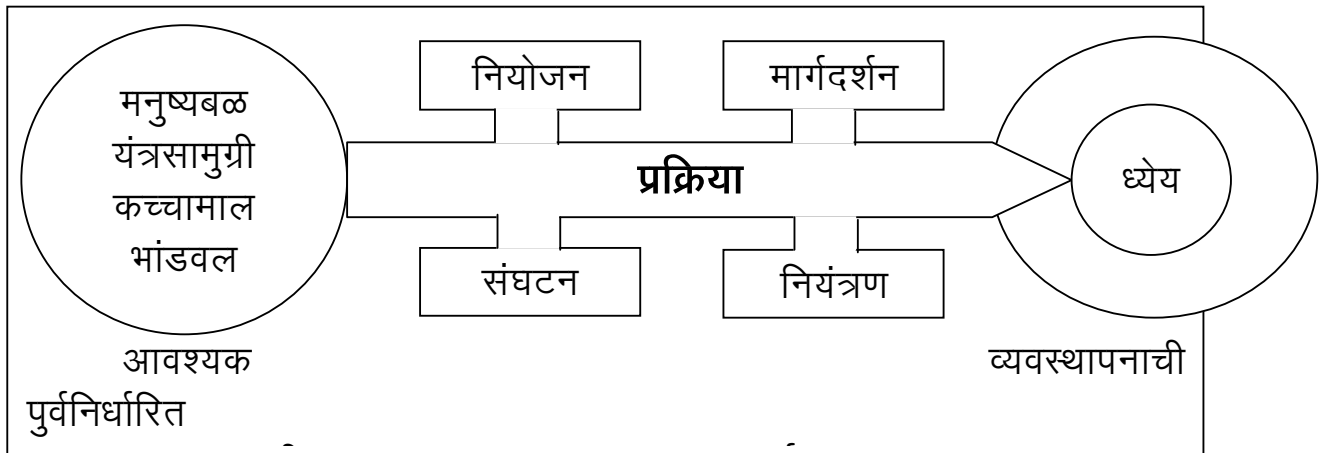 नियोजन
मार्गदर्शन
मनुष्यबळ
यंत्रसामुग्री
कच्चामाल
भांडवल
प्रक्रिया
ध्येय
संघटन
नियंत्रण
आवश्यक व्यवस्थापनाची
पुर्वनिर्धारित